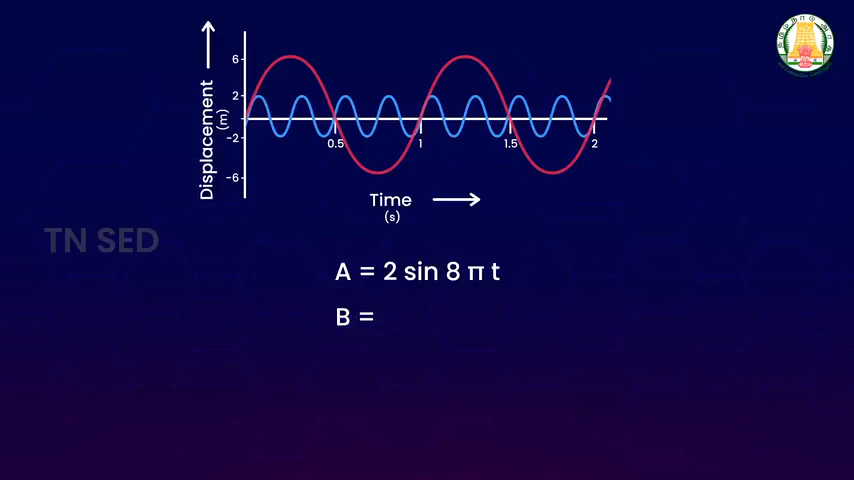 6
2
-2
-6
Displacement
(m)
0.5
1
1.5
2
Time
(s)
TN SED
A = 2 sin 8 π t
B =